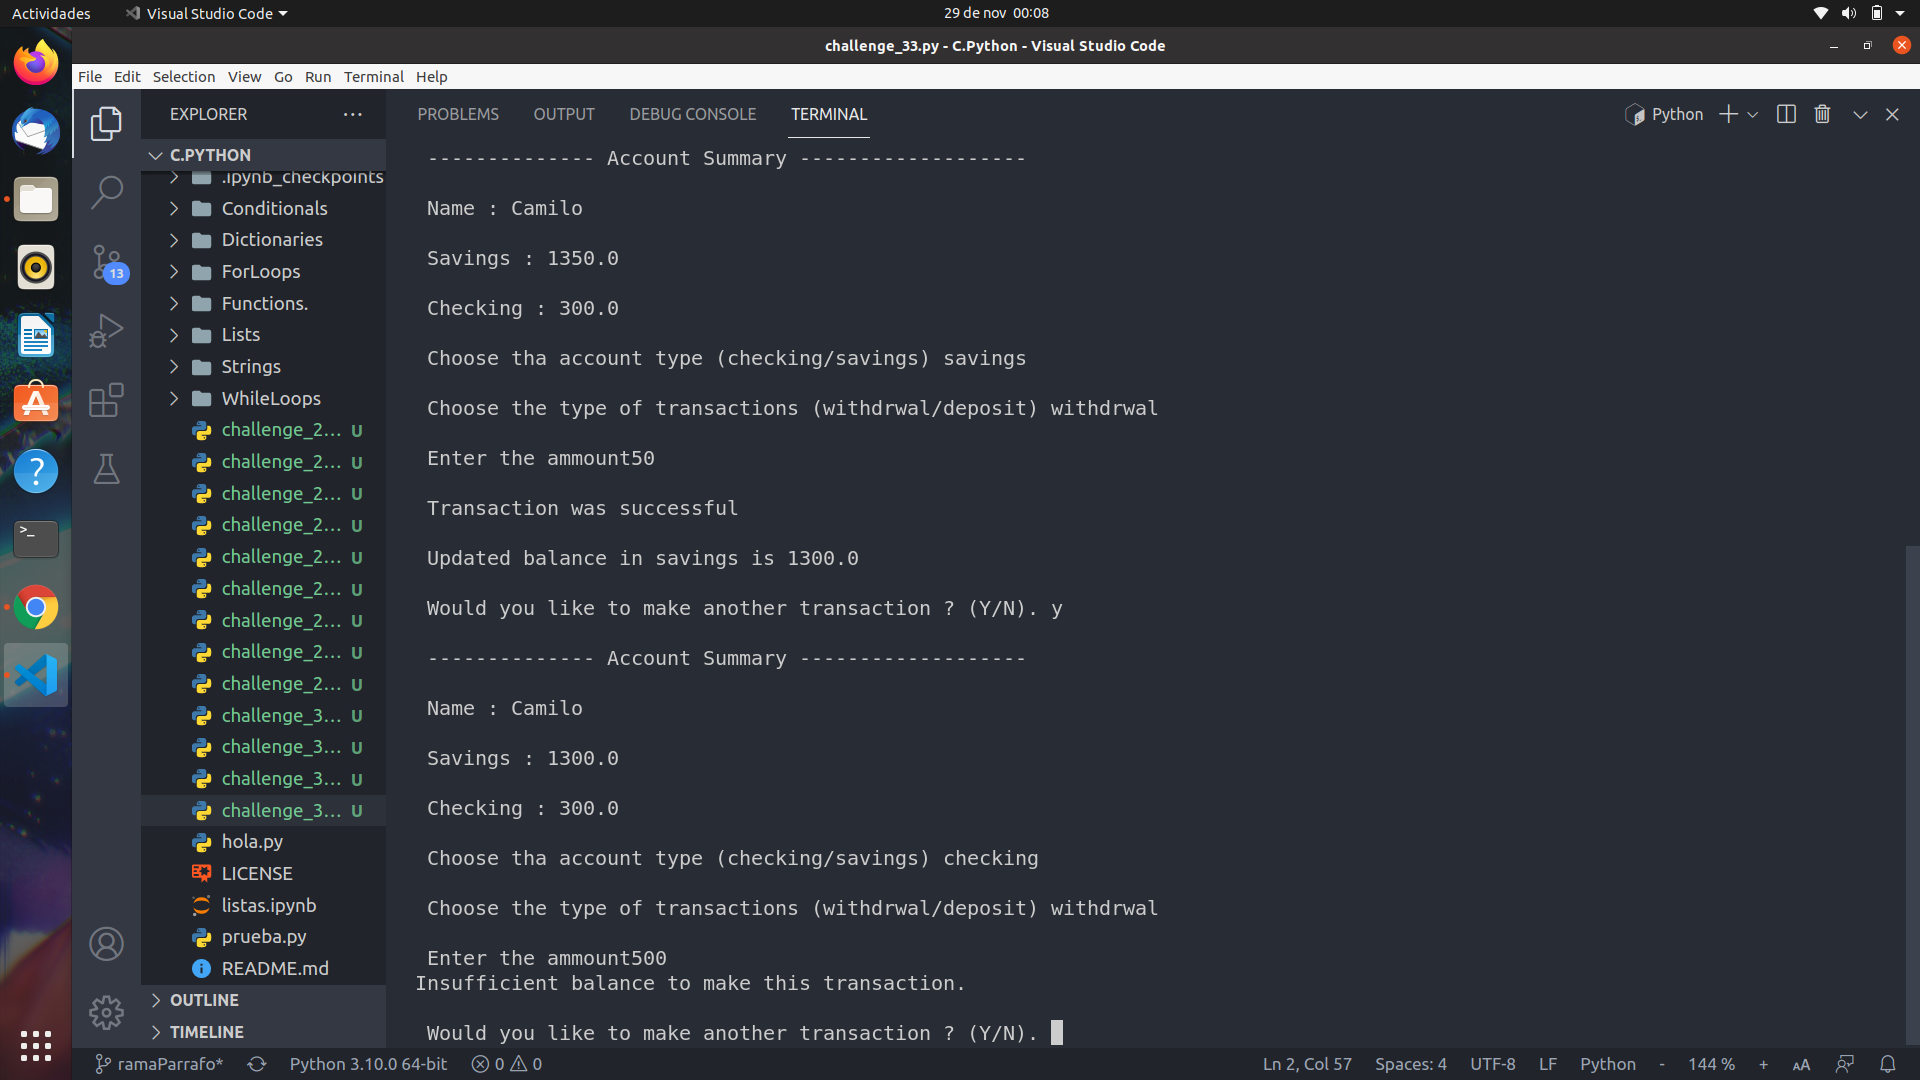 Actividades Visual Studio Code 29 de nov 00:08
challenge_33.py - C.Python - Visual Studio Code
File Edit Selection View Go Run Terminal Help
EXPLORER ···
C.PYTHON
.ipynb_checkpoints
Conditionals
Dictionaries
ForLoops
Functions.
Lists
Strings
WhileLoops
challenge_2... U
challenge_2... U
challenge_2... U
challenge_2... U
challenge_2... U
challenge_2... U
challenge_2... U
challenge_2... U
challenge_2... U
challenge_3... U
challenge_3... U
challenge_3... U
challenge_3... U
hola.py
LICENSE
listas.ipynb
prueba.py
README.md
OUTLINE
TIMELINE
13
PROBLEMS OUTPUT DEBUG CONSOLE TERMINAL Python
-------------- Account Summary -------------------
Name : Camilo
Savings : 1350.0
Checking : 300.0
Choose tha account type (checking/savings) savings
Choose the type of transactions (withdrwal/deposit) withdrwal
Enter the ammount50
Transaction was successful
Updated balance in savings is 1300.0
Would you like to make another transaction ? (Y/N). y
-------------- Account Summary -------------------
Name : Camilo
Savings : 1300.0
Checking : 300.0
Choose tha account type (checking/savings) checking
Choose the type of transactions (withdrwal/deposit) withdrwal
Enter the ammount500
Insufficient balance to make this transaction.
Would you like to make another transaction ? (Y/N).
ramaParrafo* Python 3.10.0 64-bit 0 0 Ln 2, Col 57 Spaces: 4 UTF-8 LF Python - 144 % + AA